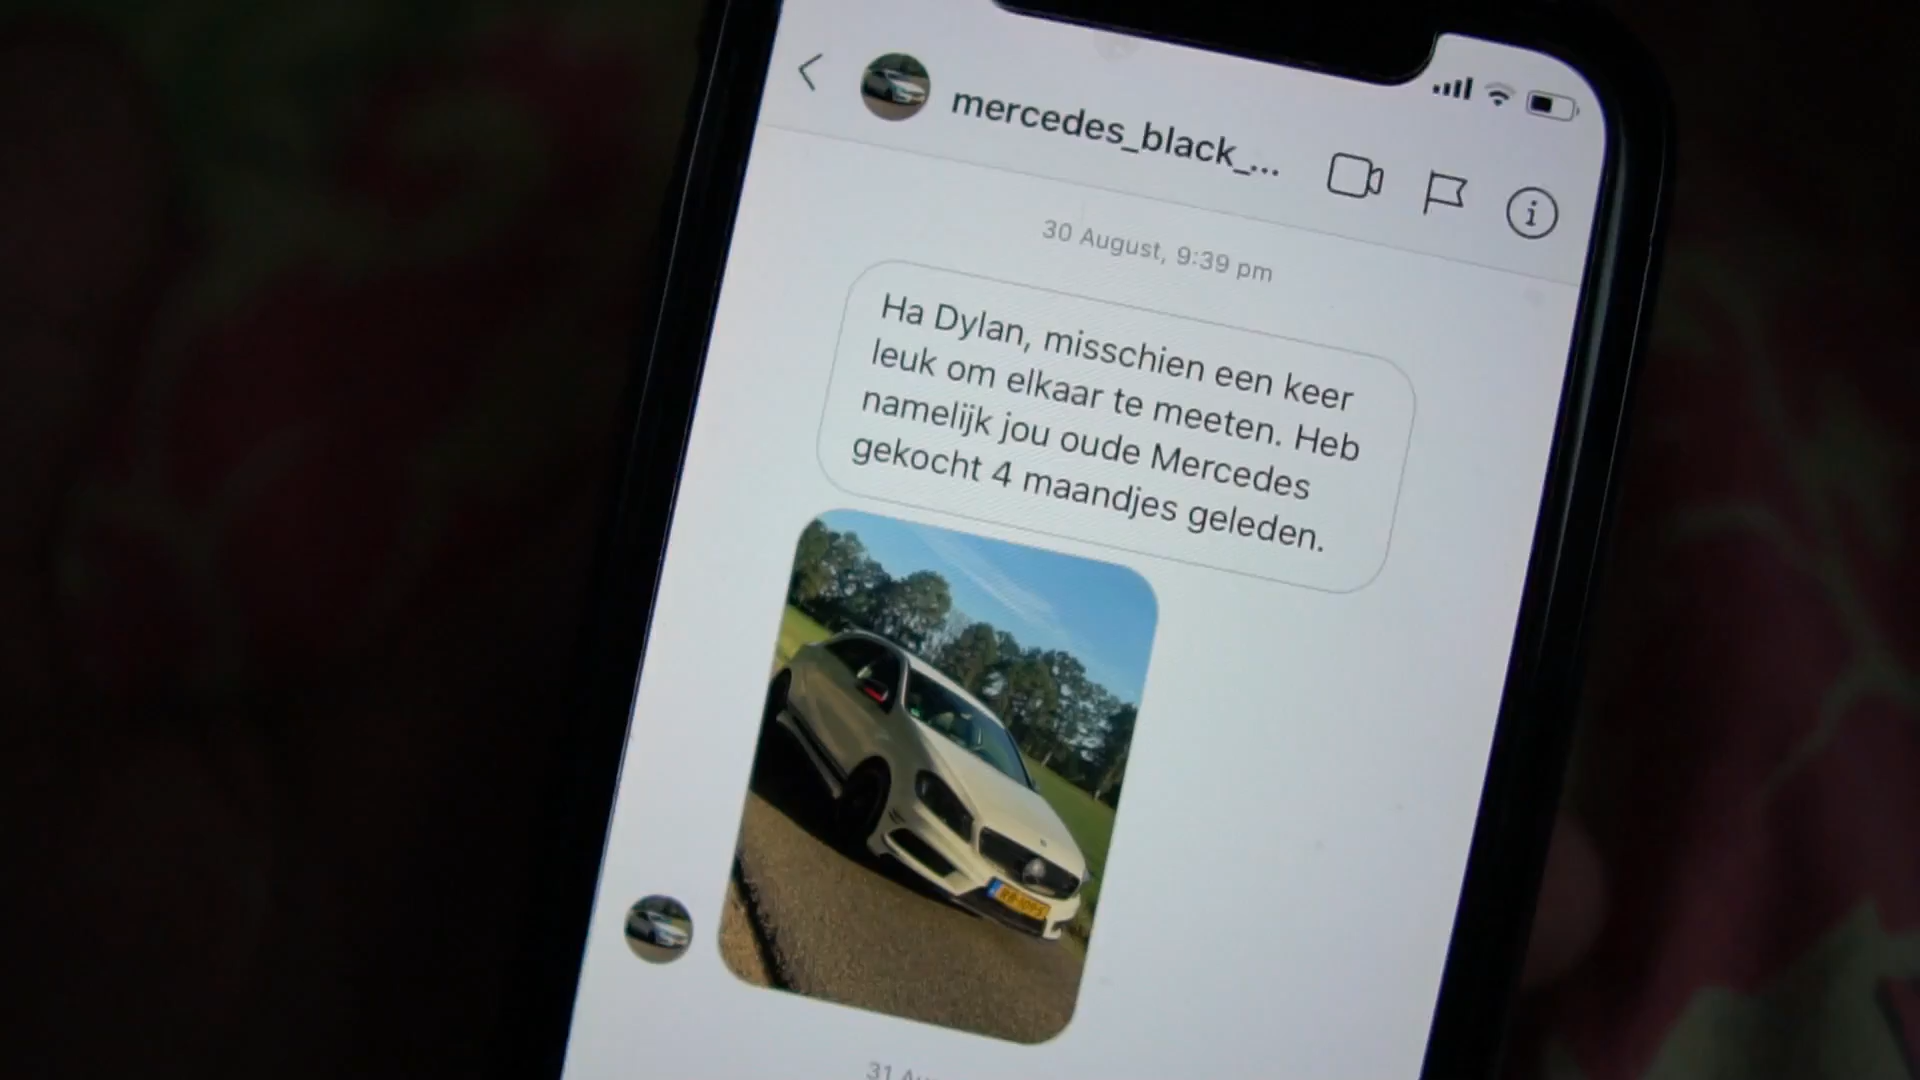 mercedes_black_...
30 August, 9:39 pm
Ha Dylan, misschien een keer
leuk om elkaar te meeten. Heb
namelijk jou oude Mercedes
gekocht 4 maandjes geleden.
31